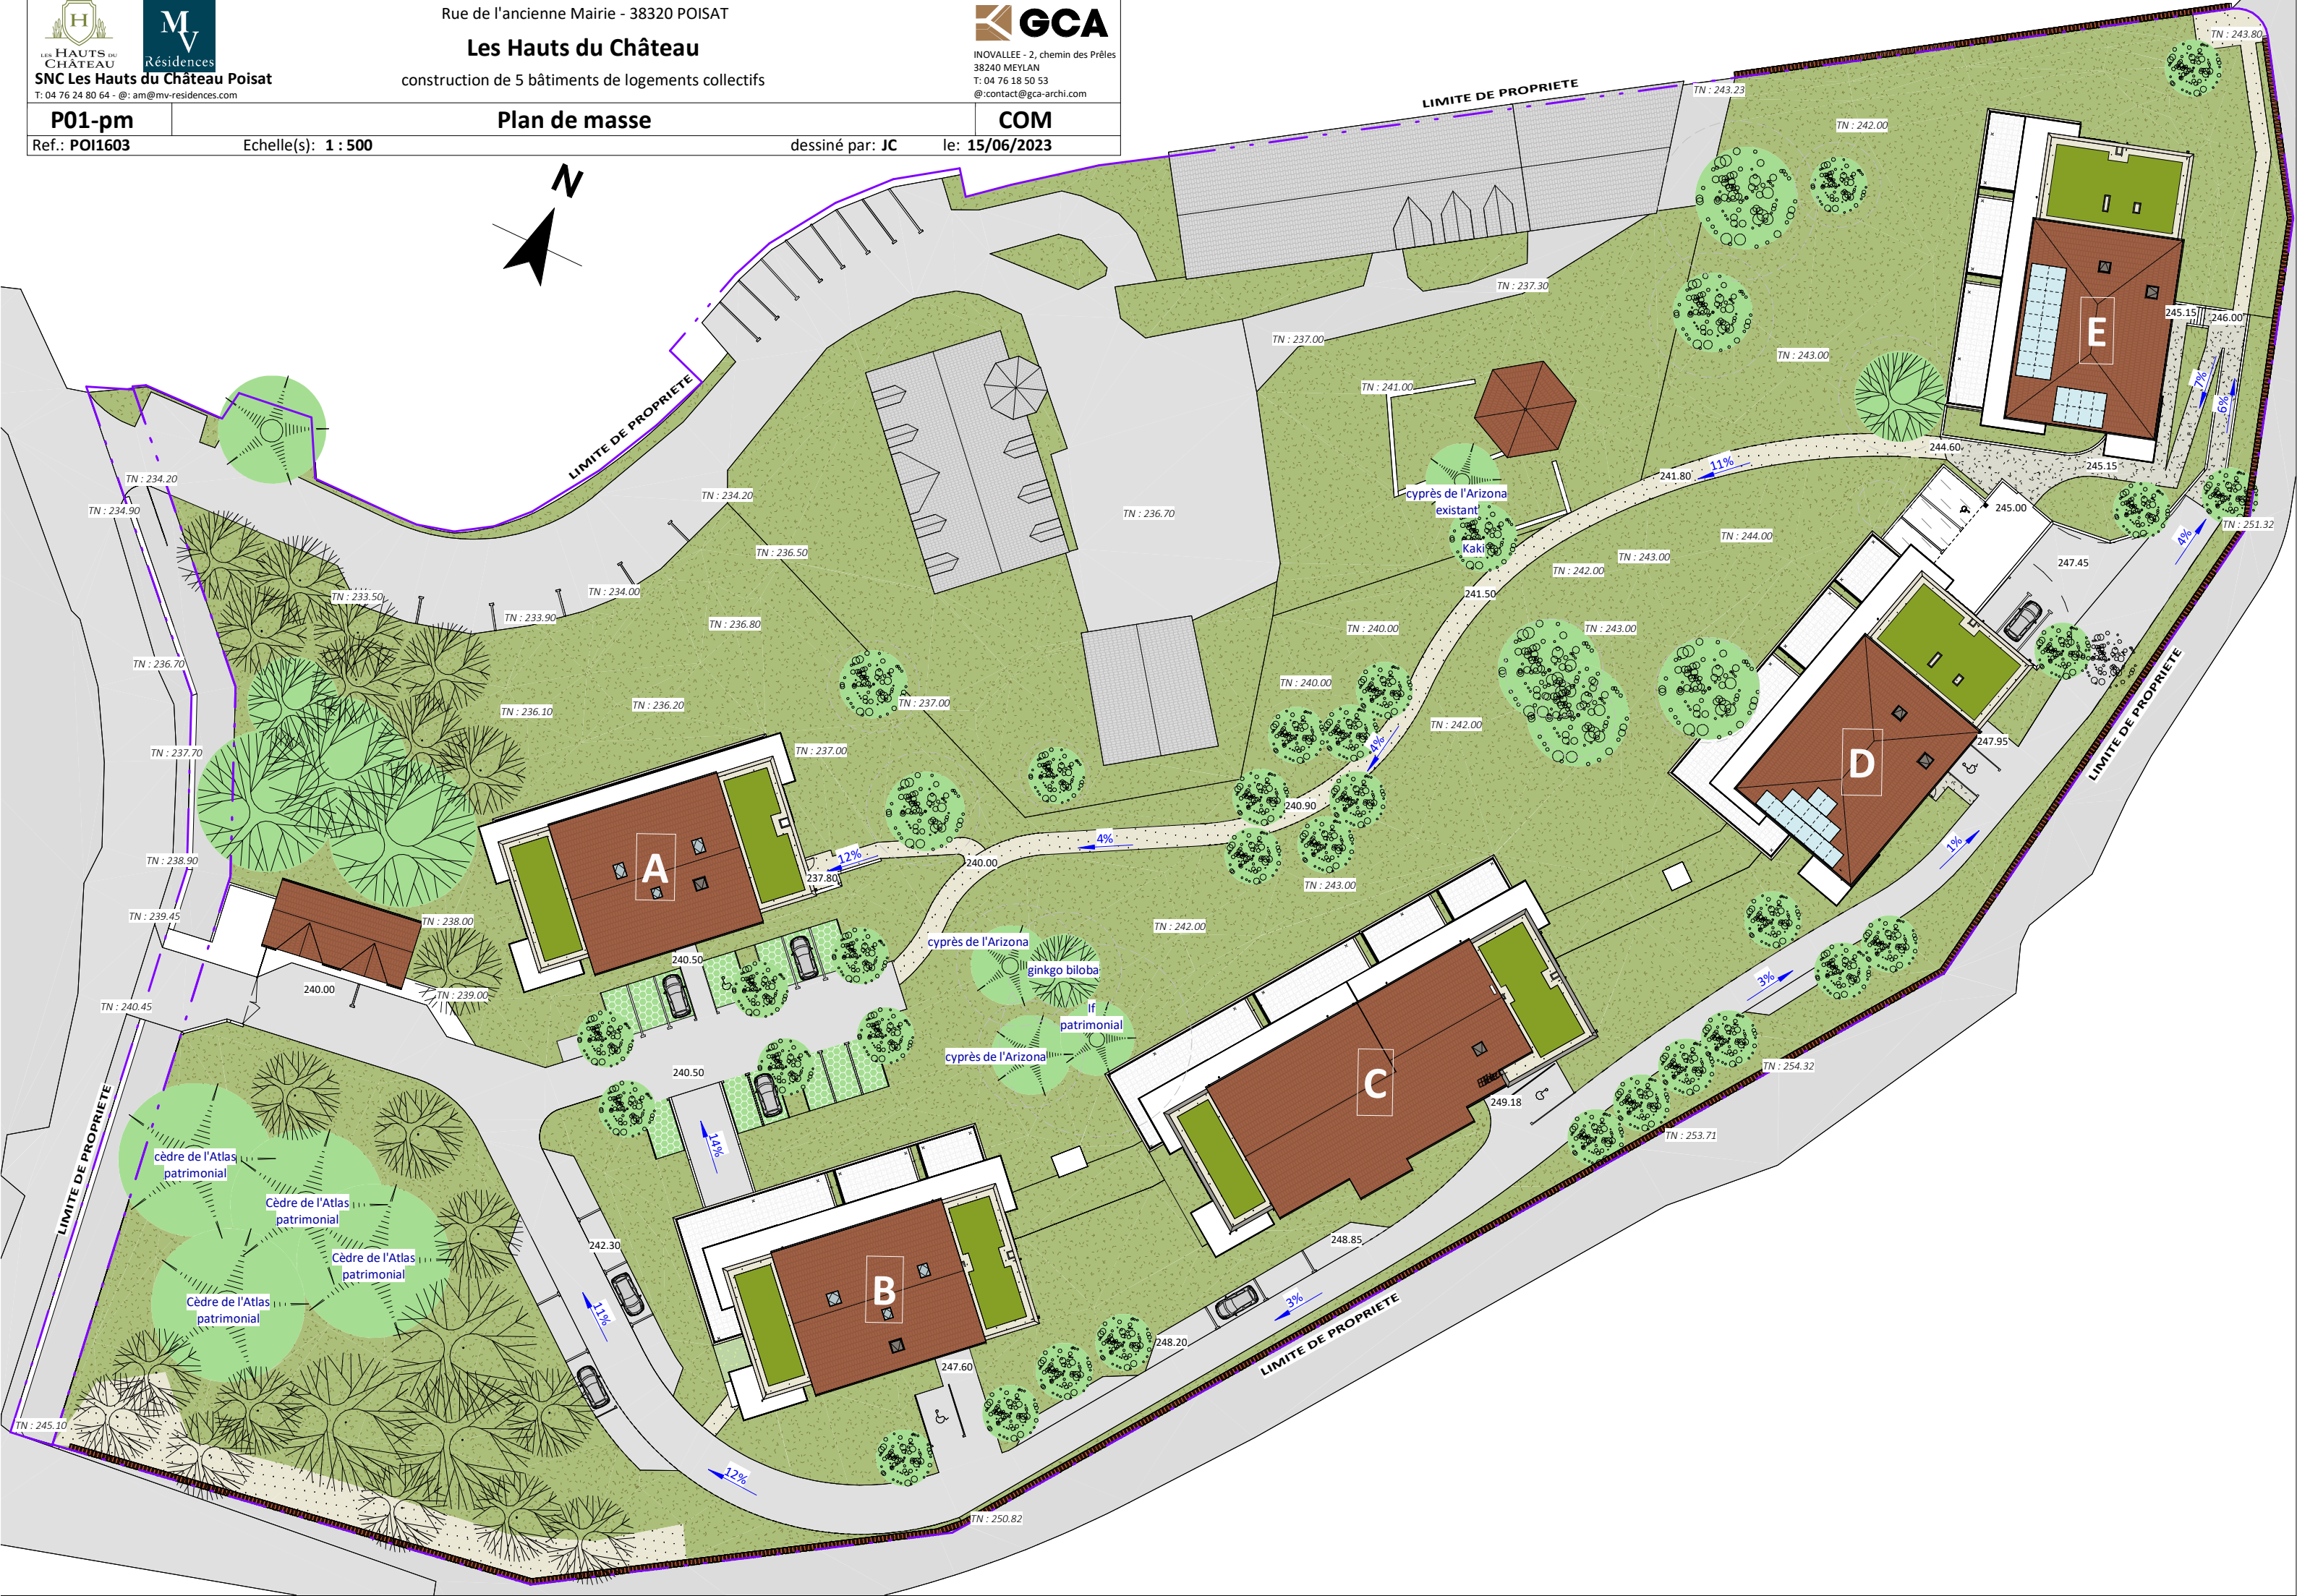 H
LES HAUTS DU
CHÂTEAU
M
V
Résidences
SNC Les Hauts du Château Poisat
T: 04 76 24 80 64 - @: am@mv-residences.com
Rue de l'ancienne Mairie - 38320 POISAT
Les Hauts du Château
construction de 5 bâtiments de logements collectifs
GCA
INOVALLEE - 2, chemin des Prêles
38240 MEYLAN
T: 04 76 18 50 53
@:contact@gca-archi.com
P01-pm
Plan de masse
COM
Ref.: POI1603
Echelle(s): 1 : 500
dessiné par: JC
le: 15/06/2023
N
TN : 243.80
LIMITE DE PROPRIETE
TN : 243.23
TN : 242.00
TN : 237.30
TN : 237.00
TN : 243.00
245.15
246.00
E
7%
6%
TN : 241.00
LIMITE DE PROPRIETE
TN : 234.20
TN : 234.90
TN : 234.20
TN : 236.70
cyprès de l'Arizona
existant
Kaki
11%
241.80
244.60
245.15
245.00
TN : 251.32
4%
247.45
TN : 244.00
TN : 243.00
TN : 242.00
241.50
TN : 236.50
TN : 234.00
TN : 233.50
TN : 233.90
TN : 236.80
TN : 240.00
TN : 243.00
TN : 236.70
TN : 240.00
TN : 242.00
4%
TN : 236.20
TN : 236.10
TN : 237.00
TN : 237.00
TN : 237.70
LIMITE DE PROPRIETE
247.95
D
240.90
4%
1%
TN : 238.90
A
12%
237.80
240.00
TN : 243.00
TN : 239.45
TN : 238.00
TN : 242.00
cyprès de l'Arizona
ginkgo biloba
240.50
240.00
TN : 239.00
TN : 240.45
3%
If
patrimonial
cyprès de l'Arizona
240.50
C
249.18
TN : 254.32
TN : 253.71
14%
LIMITE DE PROPRIETE
cèdre de l'Atlas
patrimonial
Cèdre de l'Atlas
patrimonial
Cèdre de l'Atlas
patrimonial
Cèdre de l'Atlas
patrimonial
242.30
11%
B
248.85
3%
LIMITE DE PROPRIETE
248.20
247.60
TN : 245.10
12%
TN : 250.82